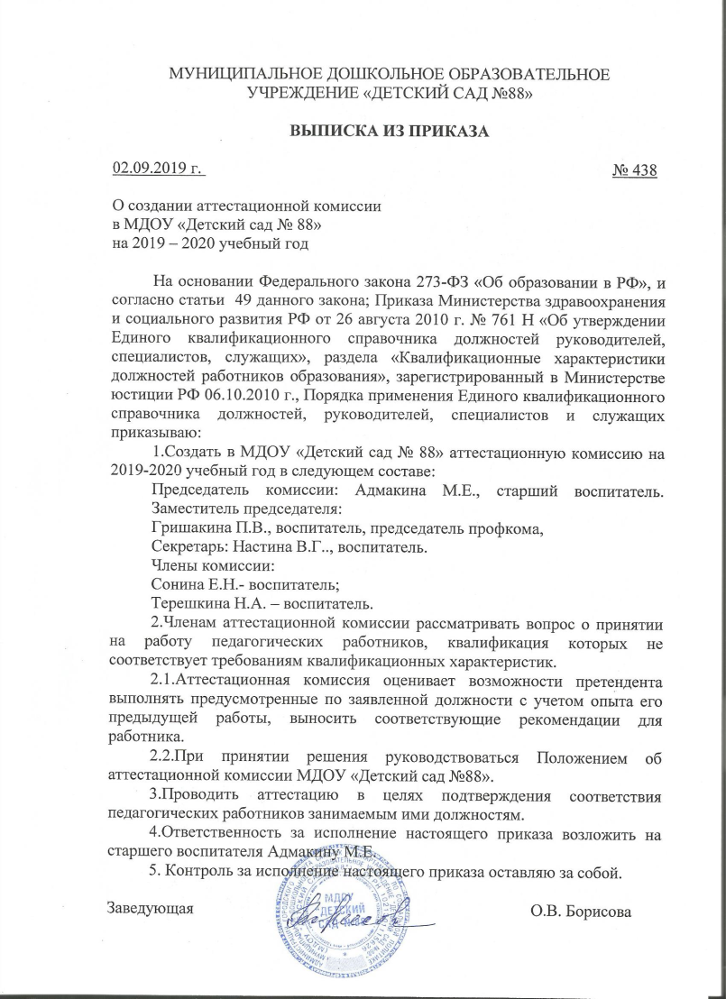 МУНИЦИПАЛЬНОЕ ДОШКОЛЬНОЕ ОБРАЗОВАТЕЛЬНОЕ
УЧРЕЖДЕНИЕ «ДЕТСКИЙ САД №88»
ВЫПИСКА ИЗ ПРИКАЗА
02.09.2019 г. № 438
О создании аттестационной комиссии
в МДОУ «Детский сад № 88»
на 2019 – 2020 учебный год
На основании Федерального закона 273-ФЗ «Об образовании в РФ», и
согласно статьи 49 данного закона; Приказа Министерства здравоохранения
и социального развития РФ от 26 августа 2010 г. № 761 Н «Об утверждении
Единого квалификационного справочника должностей руководителей,
специалистов, служащих», раздела «Квалификационные характеристики
должностей работников образования», зарегистрированный в Министерстве
юстиции РФ 06.10.2010 г., Порядка применения Единого квалификационного
справочника должностей, руководителей, специалистов и служащих
приказываю:
1.Создать в МДОУ «Детский сад № 88» аттестационную комиссию на
2019-2020 учебный год в следующем составе:
Председатель комиссии: Адмакина М.Е., старший воспитатель.
Заместитель председателя:
Гришакина П.В., воспитатель, председатель профкома,
Секретарь: Настина В.Г.., воспитатель.
Члены комиссии:
Сонина Е.Н.- воспитатель;
Терешкина Н.А. – воспитатель.
2.Членам аттестационной комиссии рассматривать вопрос о принятии
на работу педагогических работников, квалификация которых не
соответствует требованиям квалификационных характеристик.
2.1.Аттестационная комиссия оценивает возможности претендента
выполнять предусмотренные по заявленной должности с учетом опыта его
предыдущей работы, выносить соответствующие рекомендации для
работника.
2.2.При принятии решения руководствоваться Положением об
аттестационной комиссии МДОУ «Детский сад №88».
3.Проводить аттестацию в целях подтверждения соответствия
педагогических работников занимаемым ими должностям.
4.Ответственность за исполнение настоящего приказа возложить на
старшего воспитателя Адмакину М.Е.
5. Контроль за исполнение настоящего приказа оставляю за собой.
МДОУ
ДЕТСКИЙ
Заведующая О.В. Борисова